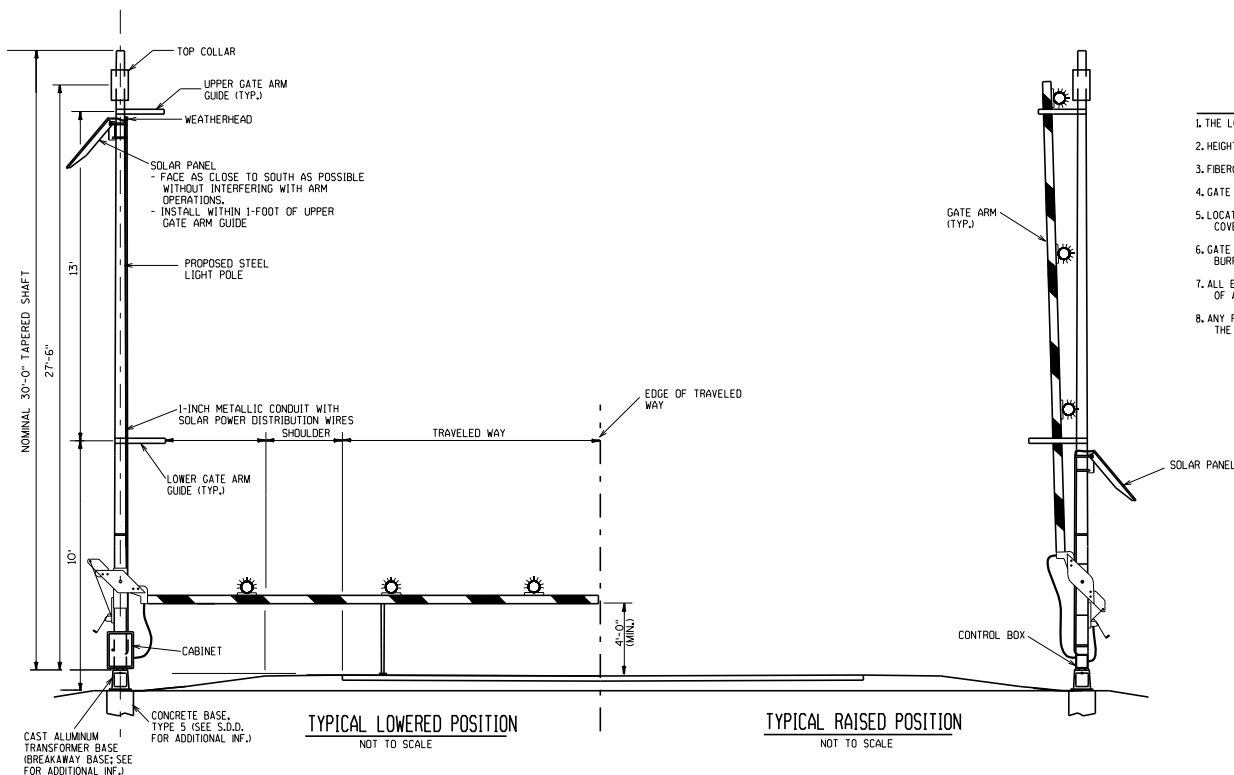 TOP COLLAR
UPPER GATE ARM
GUIDE (TYP.)
WEATHERHEAD
SOLAR PANEL
- FACE AS CLOSE TO SOUTH AS POSSIBLE
WITHOUT INTERFERING WITH ARM
OPERATIONS.
- INSTALL WITHIN 1-FOOT OF UPPER
GATE ARM GUIDE
PROPOSED STEEL
LIGHT POLE
NOMINAL 30'-0" TAPERED SHAFT
27'-6"
13'
10'
1-INCH METALLIC CONDUIT WITH
SOLAR POWER DISTRIBUTION WIRES
SHOULDER
TRAVELED WAY
EDGE OF TRAVELED
WAY
LOWER GATE ARM
GUIDE (TYP.)
4'-0"
(MIN.)
CABINET
CONCRETE BASE,
TYPE 5 (SEE S.D.D.
FOR ADDITIONAL INF.)
CAST ALUMINUM
TRANSFORMER BASE
(BREAKAWAY BASE; SEE
FOR ADDITIONAL INF.)
TYPICAL LOWERED POSITION
NOT TO SCALE
GATE ARM
(TYP.)
SOLAR PANEL
CONTROL BOX
TYPICAL RAISED POSITION
NOT TO SCALE
1. THE
2. HEIGHT
3.
4. GATE
5.
6. GATE
7. ALL
OF
8. ANY
THE